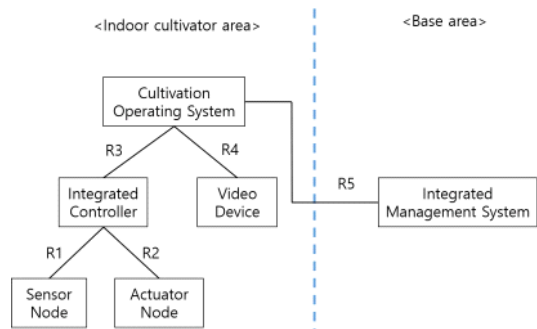 <Indoor cultivator area>
<Base area>
Cultivation
Operating System
R3
R4
R5
Integrated
Controller
Video
Device
Integrated
Management System
R1
R2
Sensor
Node
Actuator
Node